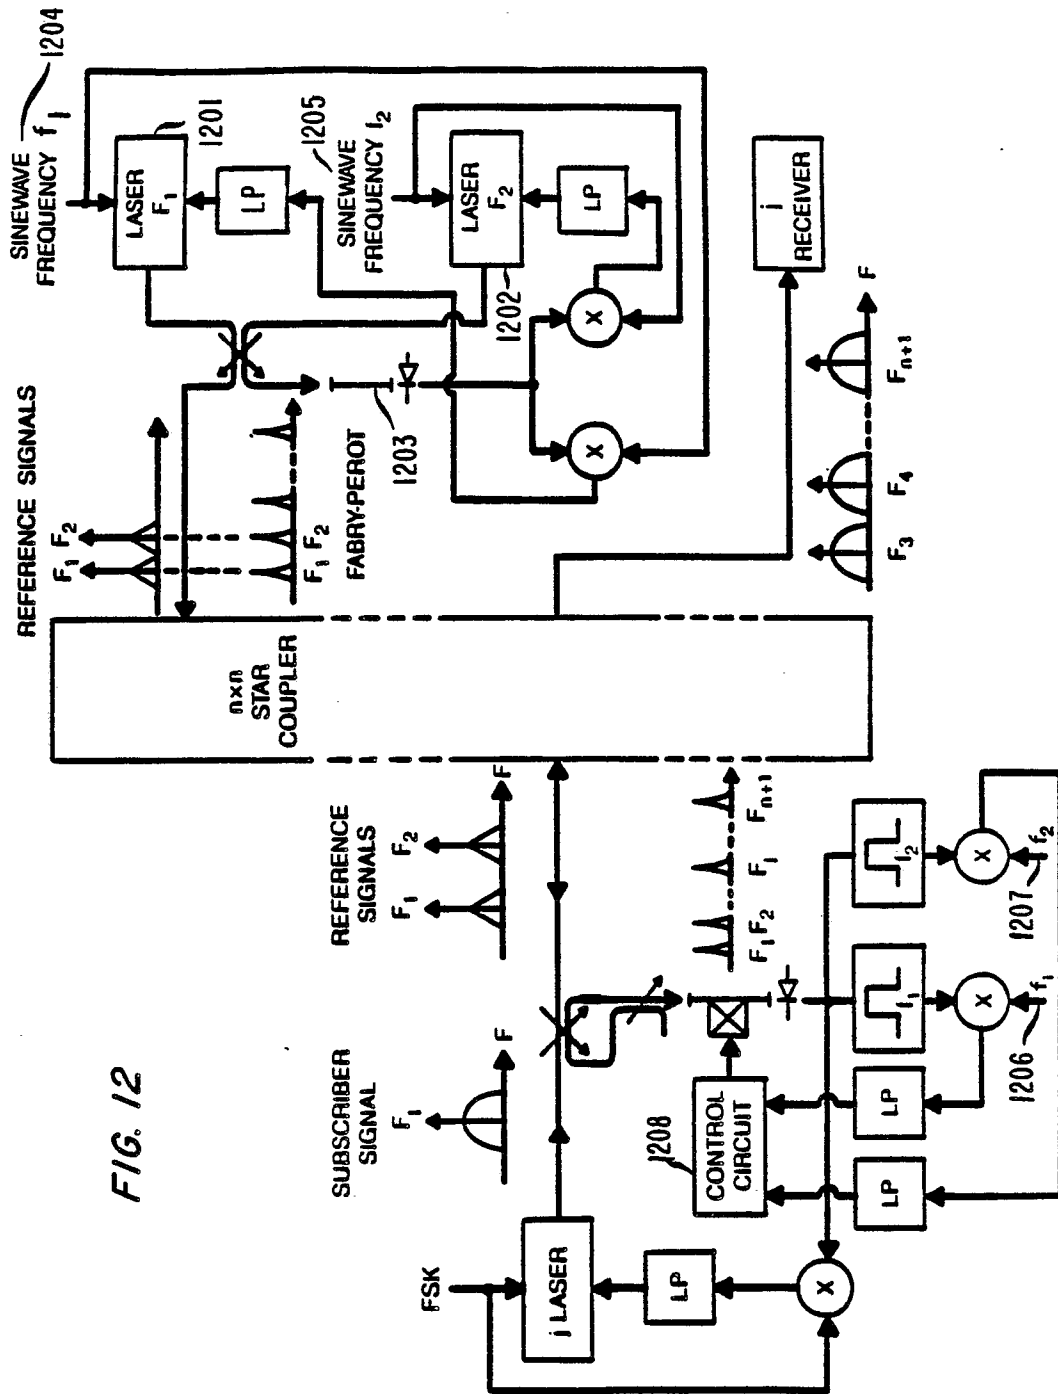 FIG. 12
SUBSCRIBER
SIGNAL
F
REFERENCE
SIGNALS
F1
F2
F
FSK
j LASER
LP
X
1208
CONTROL
CIRCUIT
LP
LP
F1 F2
Fn+1
f1
f2
X
X
1206
f1
1207
f2
n×n
STAR
COUPLER
REFERENCE SIGNALS
F1
F2
F1 F2
FABRY-PEROT
1203
SINEWAVE
FREQUENCY f1
1204
LASER
F1
1201
LP
SINEWAVE
FREQUENCY f2
1205
LASER
F2
1202
LP
X
X
RECEIVER
F3
F4
Fn+1
F